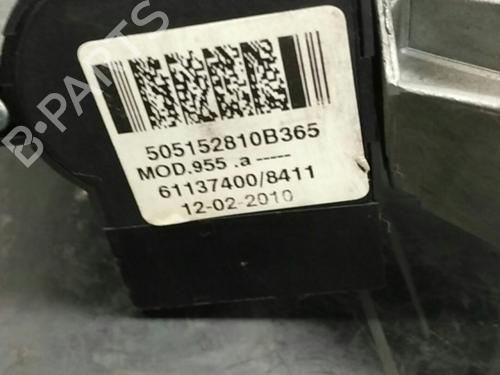 B-PARTS
505152810B365
MOD.955 .a -----
61137400/8411
12-02-2010